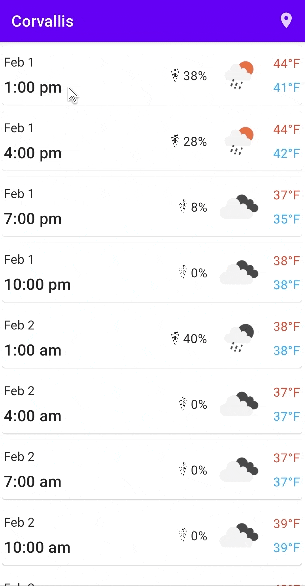 Corvallis
Feb 1
1:00 pm
38%
44°F
41°F
Feb 1
4:00 pm
28%
44°F
42°F
Feb 1
7:00 pm
8%
37°F
35°F
Feb 1
10:00 pm
0%
38°F
38°F
Feb 2
1:00 am
40%
38°F
38°F
Feb 2
4:00 am
0%
37°F
37°F
Feb 2
7:00 am
0%
37°F
37°F
Feb 2
10:00 am
0%
39°F
39°F